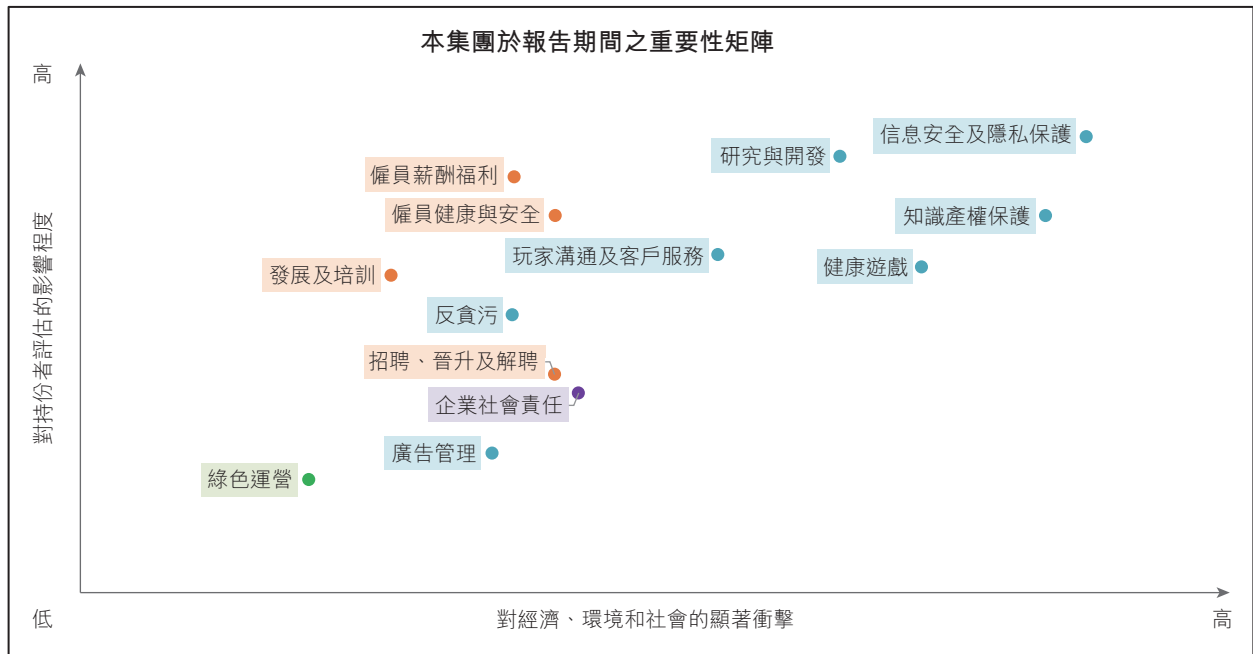 本集團於報告期間之重要性矩陣
高
信息安全及隱私保護
研究與開發
僱員薪酬福利
僱員健康與安全
知識產權保護
玩家溝通及客戶服務
健康遊戲
發展及培訓
對持份者評估的影響程度
反貪污
招聘、晉升及解聘
企業社會責任
廣告管理
綠色運營
低
對經濟、環境和社會的顯著衝擊
高